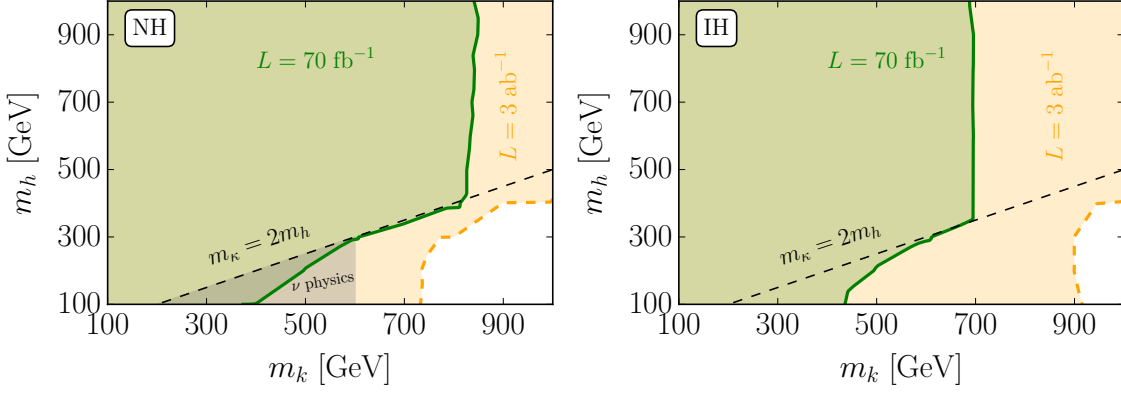 NH
L = 70 fb⁻¹
L = 3 ab⁻¹
m_κ = 2m_h
ν physics
m_h [GeV]
900
700
500
300
100
100 300 500 700 900
m_k [GeV]
IH
L = 70 fb⁻¹
L = 3 ab⁻¹
m_κ = 2m_h
m_h [GeV]
900
700
500
300
100
100 300 500 700 900
m_k [GeV]